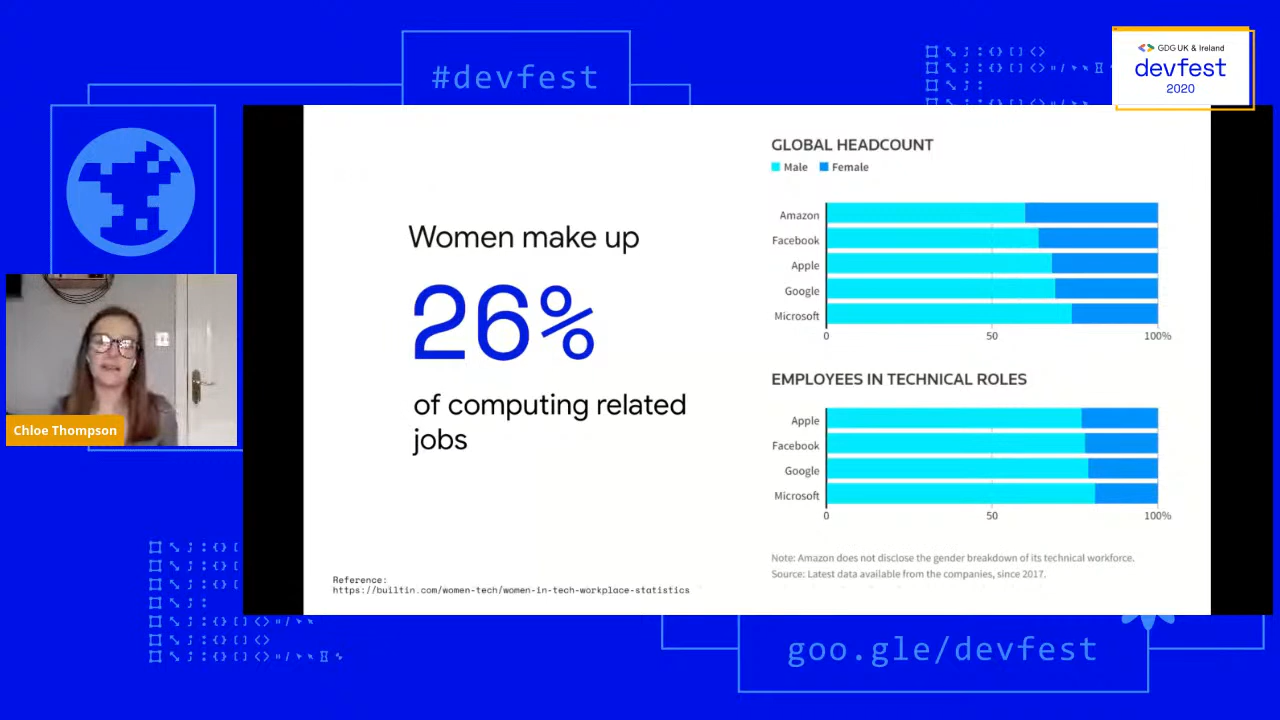 #devfest
GDG UK & Ireland
devfest
2020
Chloe Thompson
Women make up
26%
of computing related
jobs
Reference:
https://builtin.com/women-tech/women-in-tech-workplace-statistics
GLOBAL HEADCOUNT
Male Female
Amazon
Facebook
Apple
Google
Microsoft
0 50 100%
EMPLOYEES IN TECHNICAL ROLES
Apple
Facebook
Google
Microsoft
0 50 100%
Note: Amazon does not disclose the gender breakdown of its technical workforce.
Source: Latest data available from the companies, since 2017.
goo.gle/devfest